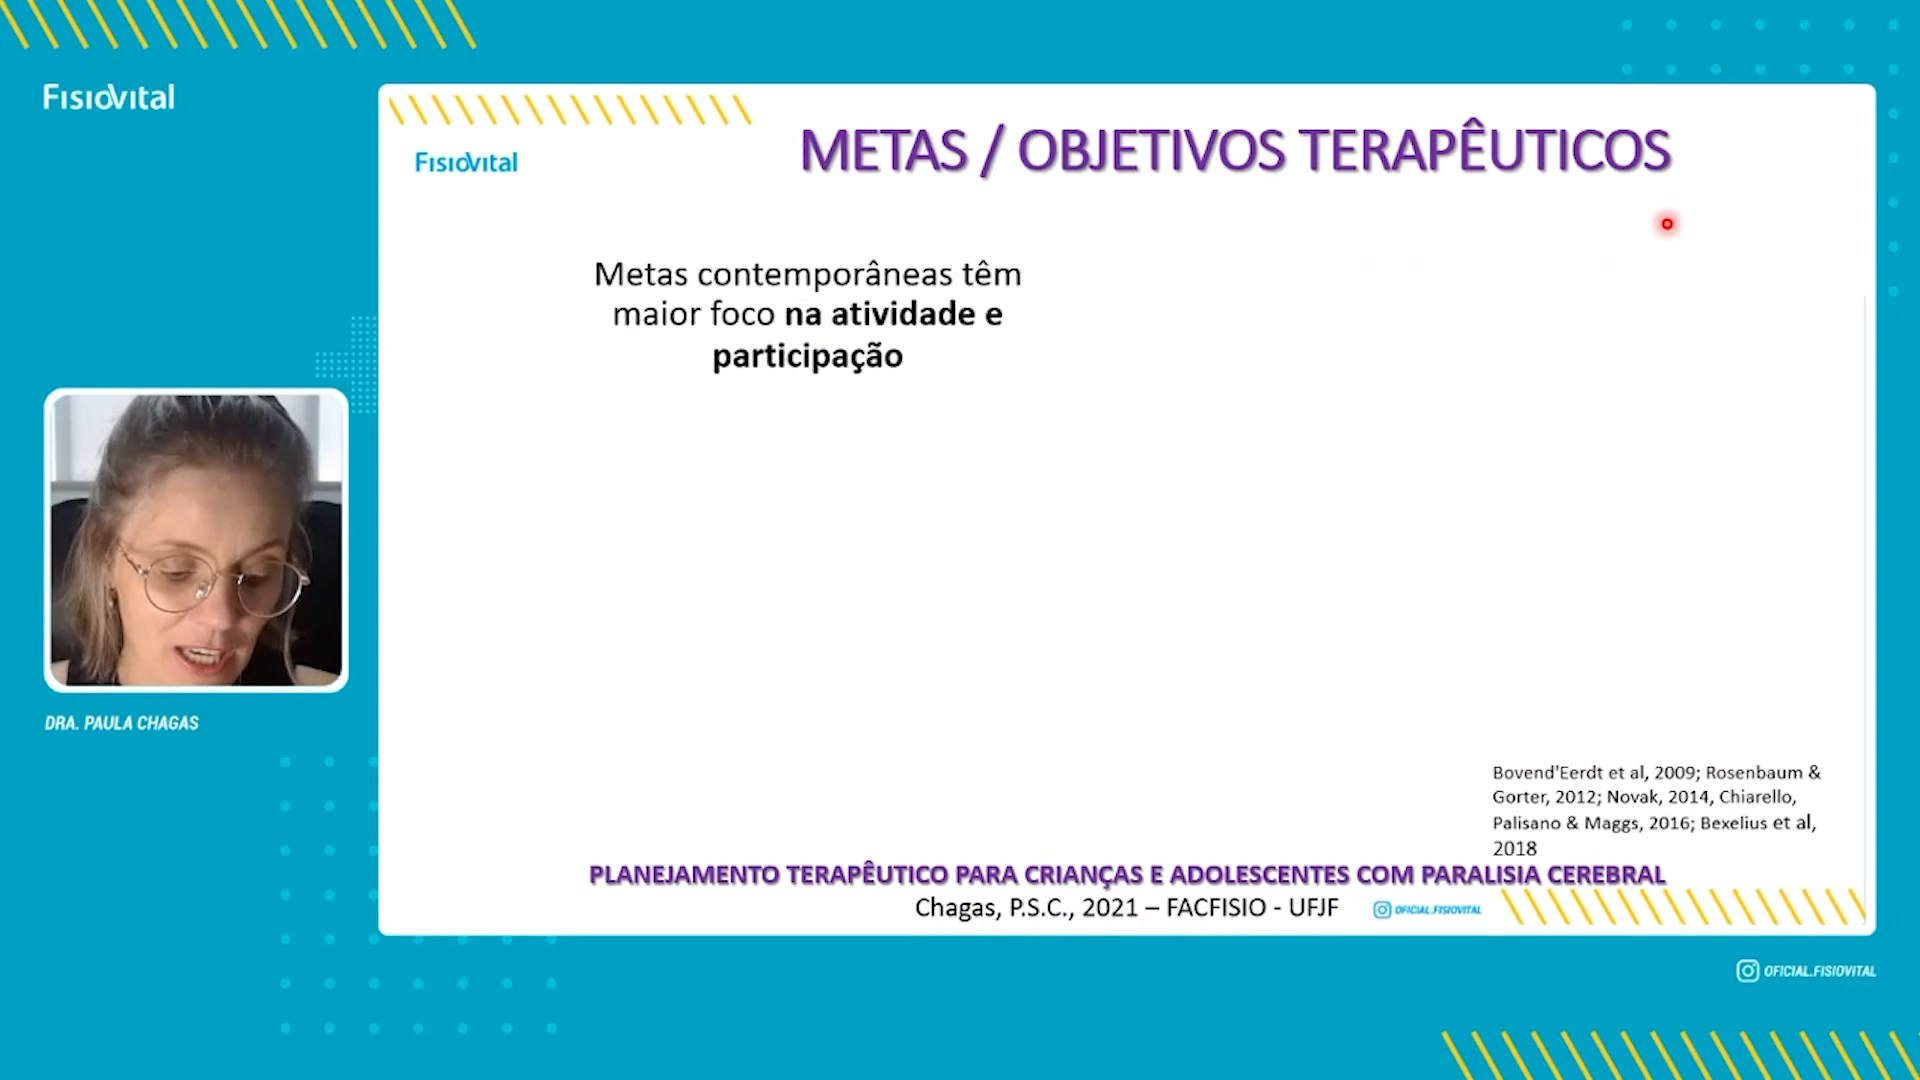 FISIOVITAL
FISIOVITAL
METAS / OBJETIVOS TERAPÊUTICOS
Metas contemporâneas têm
maior foco na atividade e
participação
DRA. PAULA CHAGAS
Bovend'Eerdt et al, 2009; Rosenbaum &
Gorter, 2012; Novak, 2014, Chiarello,
Palisano & Maggs, 2016; Bexelius et al,
2018
PLANEJAMENTO TERAPÊUTICO PARA CRIANÇAS E ADOLESCENTES COM PARALISIA CEREBRAL
Chagas, P.S.C., 2021 – FACFISIO - UFJF
OFICIAL.FISIOVITAL
OFICIAL.FISIOVITAL